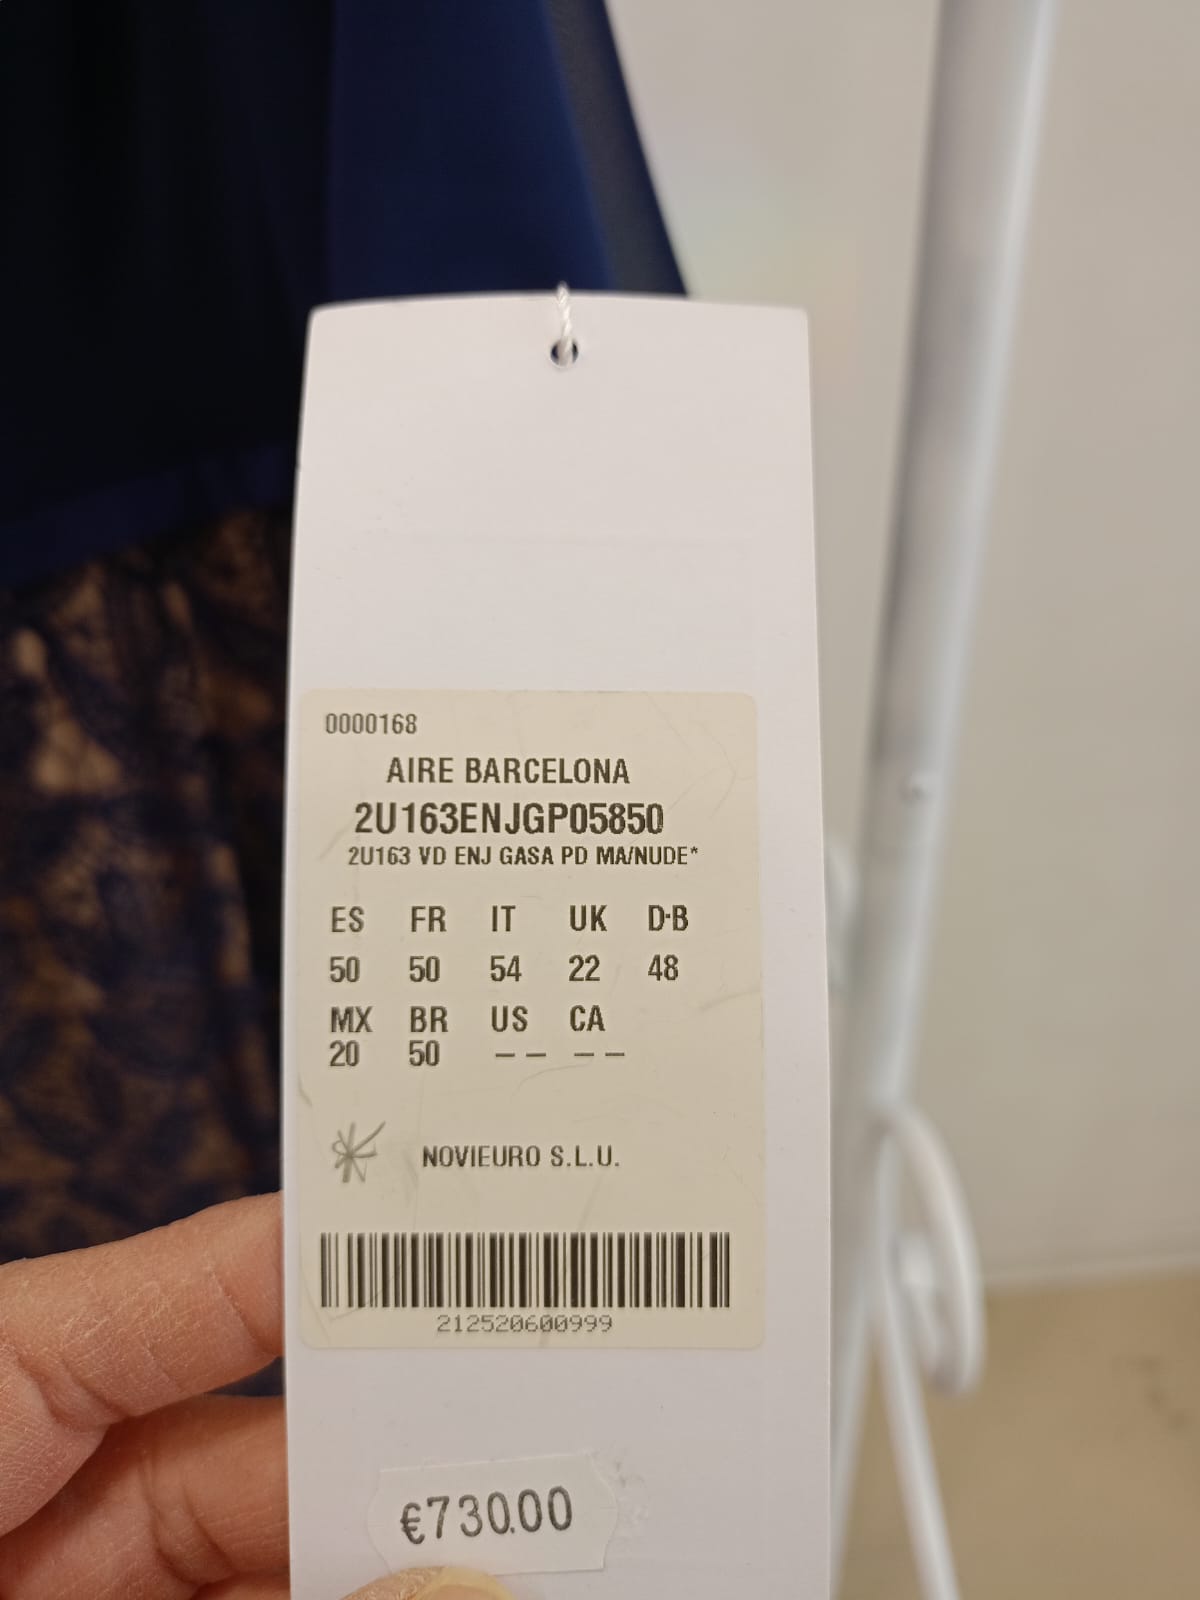 0000168
AIRE BARCELONA
2U163ENJGP05850
2U163 VD ENJ GASA PD MA/NUDE*
ES FR IT UK D·B
50 50 54 22 48
MX BR US CA
20 50 -- --
NOVIEURO S.L.U.
212520600999
€730.00